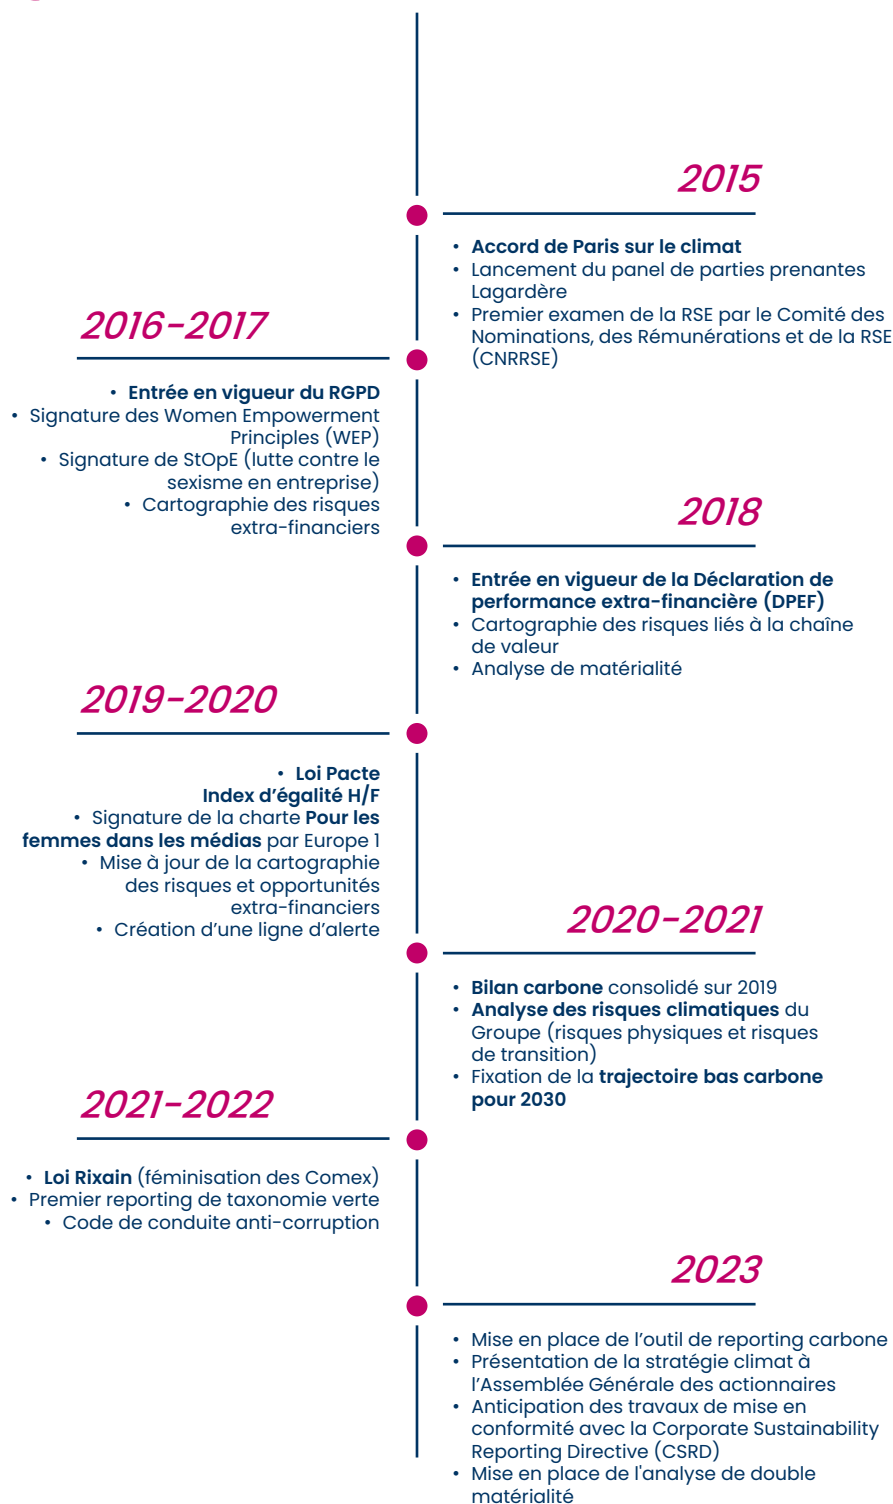 2015
• Accord de Paris sur le climat
• Lancement du panel de parties prenantes
Lagardère
• Premier examen de la RSE par le Comité des
Nominations, des Rémunérations et de la RSE
(CNRRSE)
2016-2017
• Entrée en vigueur du RGPD
• Signature des Women Empowerment
Principles (WEP)
• Signature de StOpE (lutte contre le
sexisme en entreprise)
• Cartographie des risques
extra-financiers
2018
• Entrée en vigueur de la Déclaration de
performance extra-financière (DPEF)
• Cartographie des risques liés à la chaîne
de valeur
• Analyse de matérialité
2019-2020
• Loi Pacte
Index d’égalité H/F
• Signature de la charte Pour les
femmes dans les médias par Europe 1
• Mise à jour de la cartographie
des risques et opportunités
extra-financiers
• Création d’une ligne d’alerte
2020-2021
• Bilan carbone consolidé sur 2019
• Analyse des risques climatiques du
Groupe (risques physiques et risques
de transition)
• Fixation de la trajectoire bas carbone
pour 2030
2021-2022
• Loi Rixain (féminisation des Comex)
• Premier reporting de taxonomie verte
• Code de conduite anti-corruption
2023
• Mise en place de l’outil de reporting carbone
• Présentation de la stratégie climat à
l’Assemblée Générale des actionnaires
• Anticipation des travaux de mise en
conformité avec la Corporate Sustainability
Reporting Directive (CSRD)
• Mise en place de l'analyse de double
matérialité